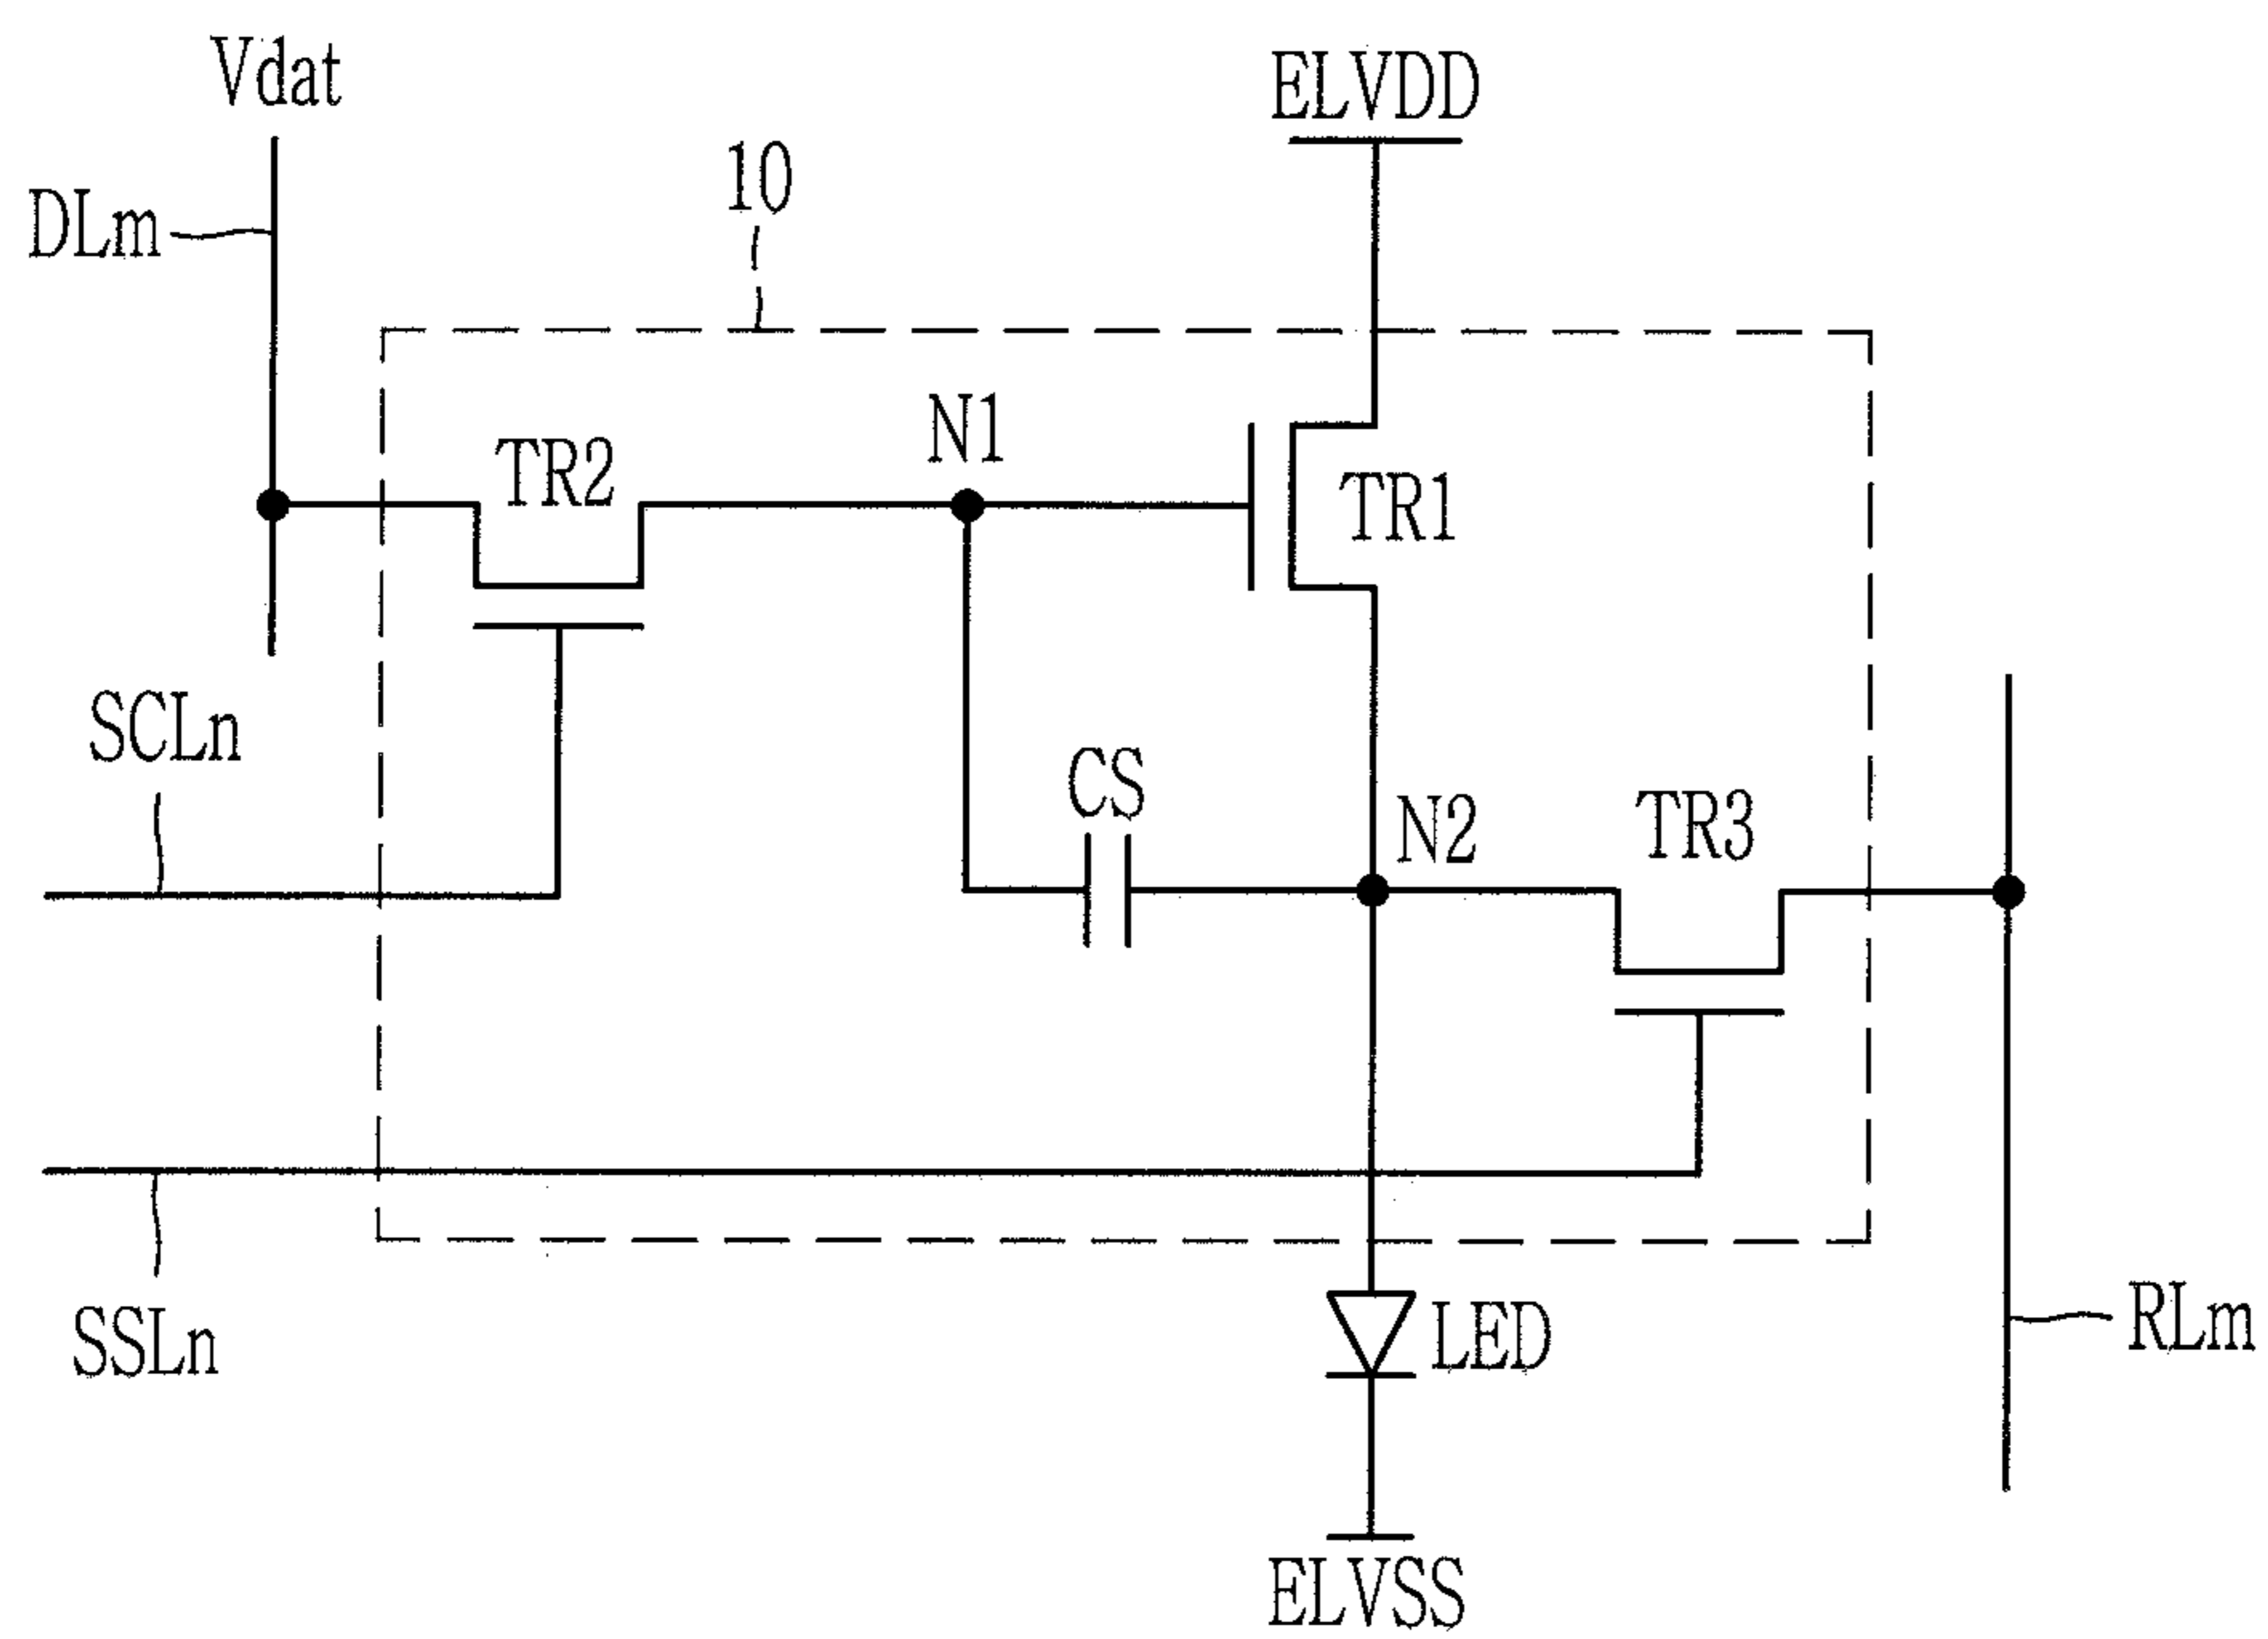 Vdat
ELVDD
10
DLm
N1
TR2
TR1
SCLn
CS
N2
TR3
SSLn
LED
RLm
ELVSS